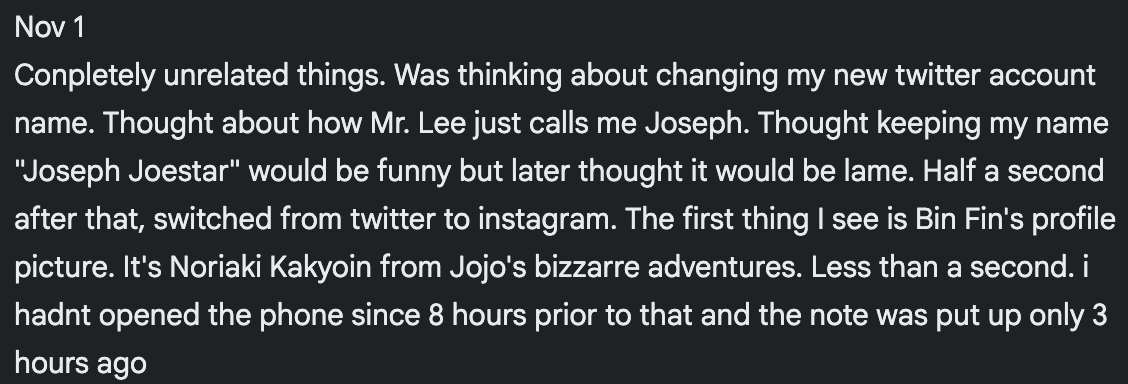 Nov 1
Conpletely unrelated things. Was thinking about changing my new twitter account
name. Thought about how Mr. Lee just calls me Joseph. Thought keeping my name
"Joseph Joestar" would be funny but later thought it would be lame. Half a second
after that, switched from twitter to instagram. The first thing I see is Bin Fin's profile
picture. It's Noriaki Kakyoin from Jojo's bizzarre adventures. Less than a second. i
hadnt opened the phone since 8 hours prior to that and the note was put up only 3
hours ago